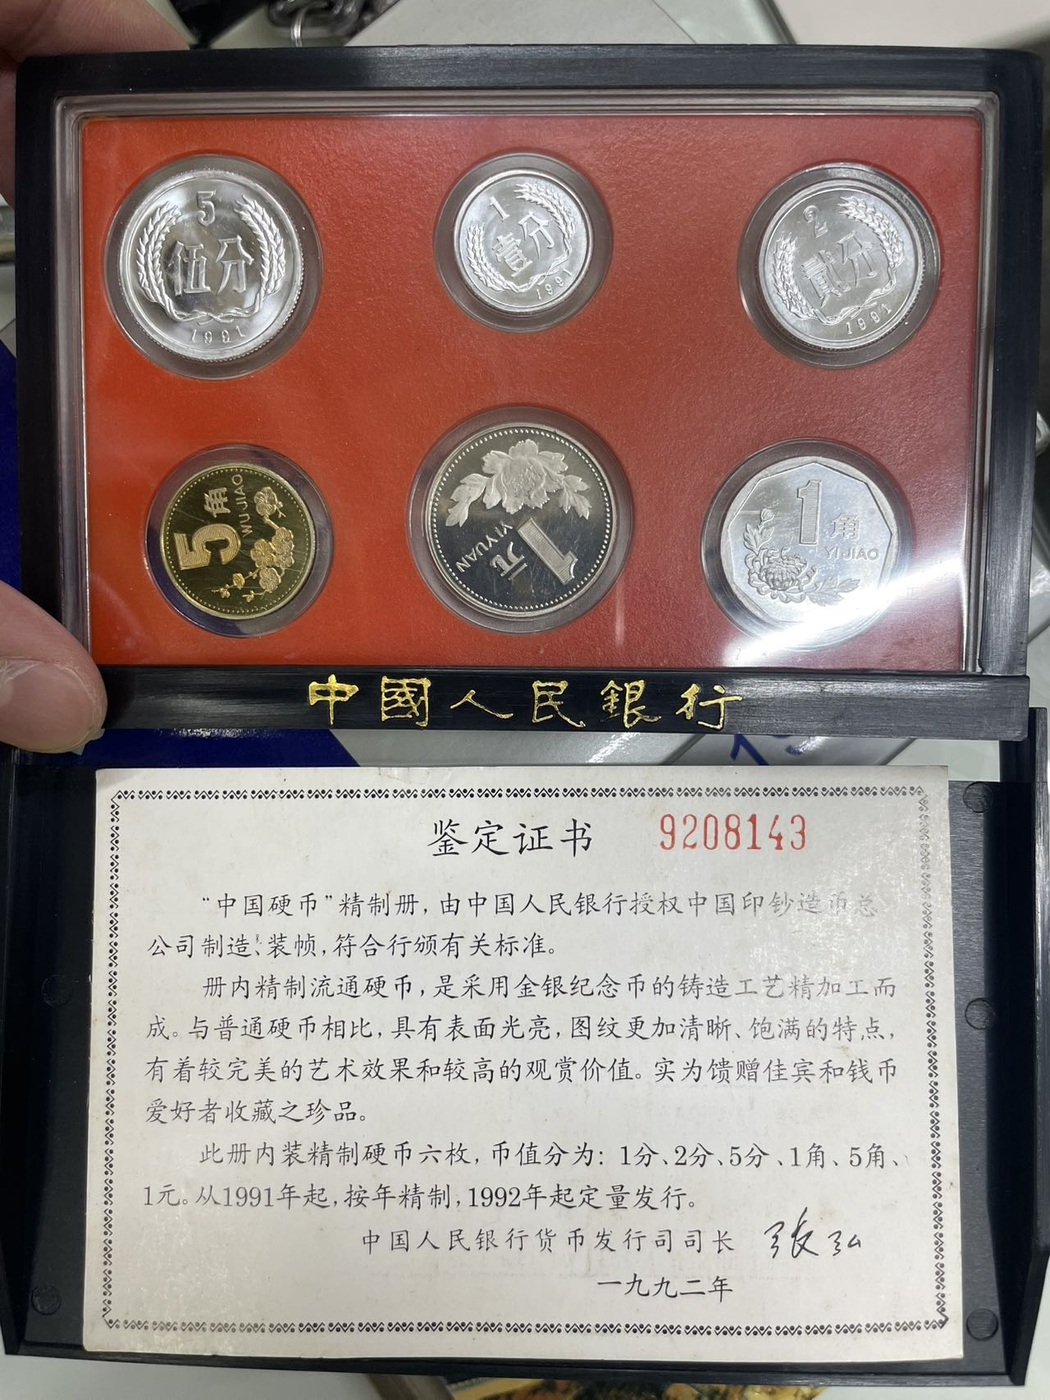 5
伍分
1991
1
壹分
1991
2
贰分
1991
5角
WU JIAO
1元
YI YUAN
1角
YI JIAO
中國人民銀行
鉴定证书 9208143
“中国硬币”精制册,由中国人民银行授权中国印钞造币总
公司制造、装帧,符合行颁有关标准。
册内精制流通硬币,是采用金银纪念币的铸造工艺精加工而
成。与普通硬币相比,具有表面光亮,图纹更加清晰、饱满的特点,
有着较完美的艺术效果和较高的观赏价值。实为馈赠佳宾和钱币
爱好者收藏之珍品。
此册内装精制硬币六枚,币值分为:1分、2分、5分、1角、5角、
1元。从1991年起,按年精制,1992年起定量发行。
中国人民银行货币发行司司长 张弘
一九九二年